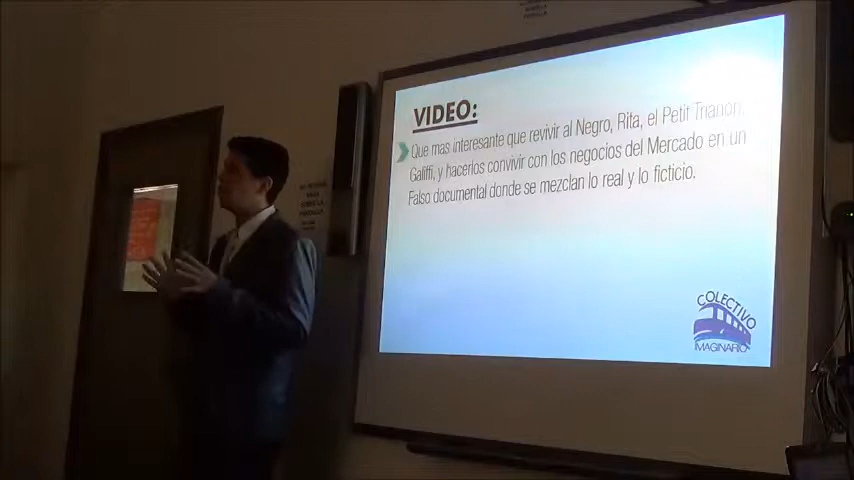 VIDEO:
Que mas interesante que revivir al Negro, Rita, el Petit Trianon,
Galiffi, y hacerlos convivir con los negocios del Mercado en un
Falso documental donde se mezclan lo real y lo ficticio.
COLECTIVO
IMAGINARIO